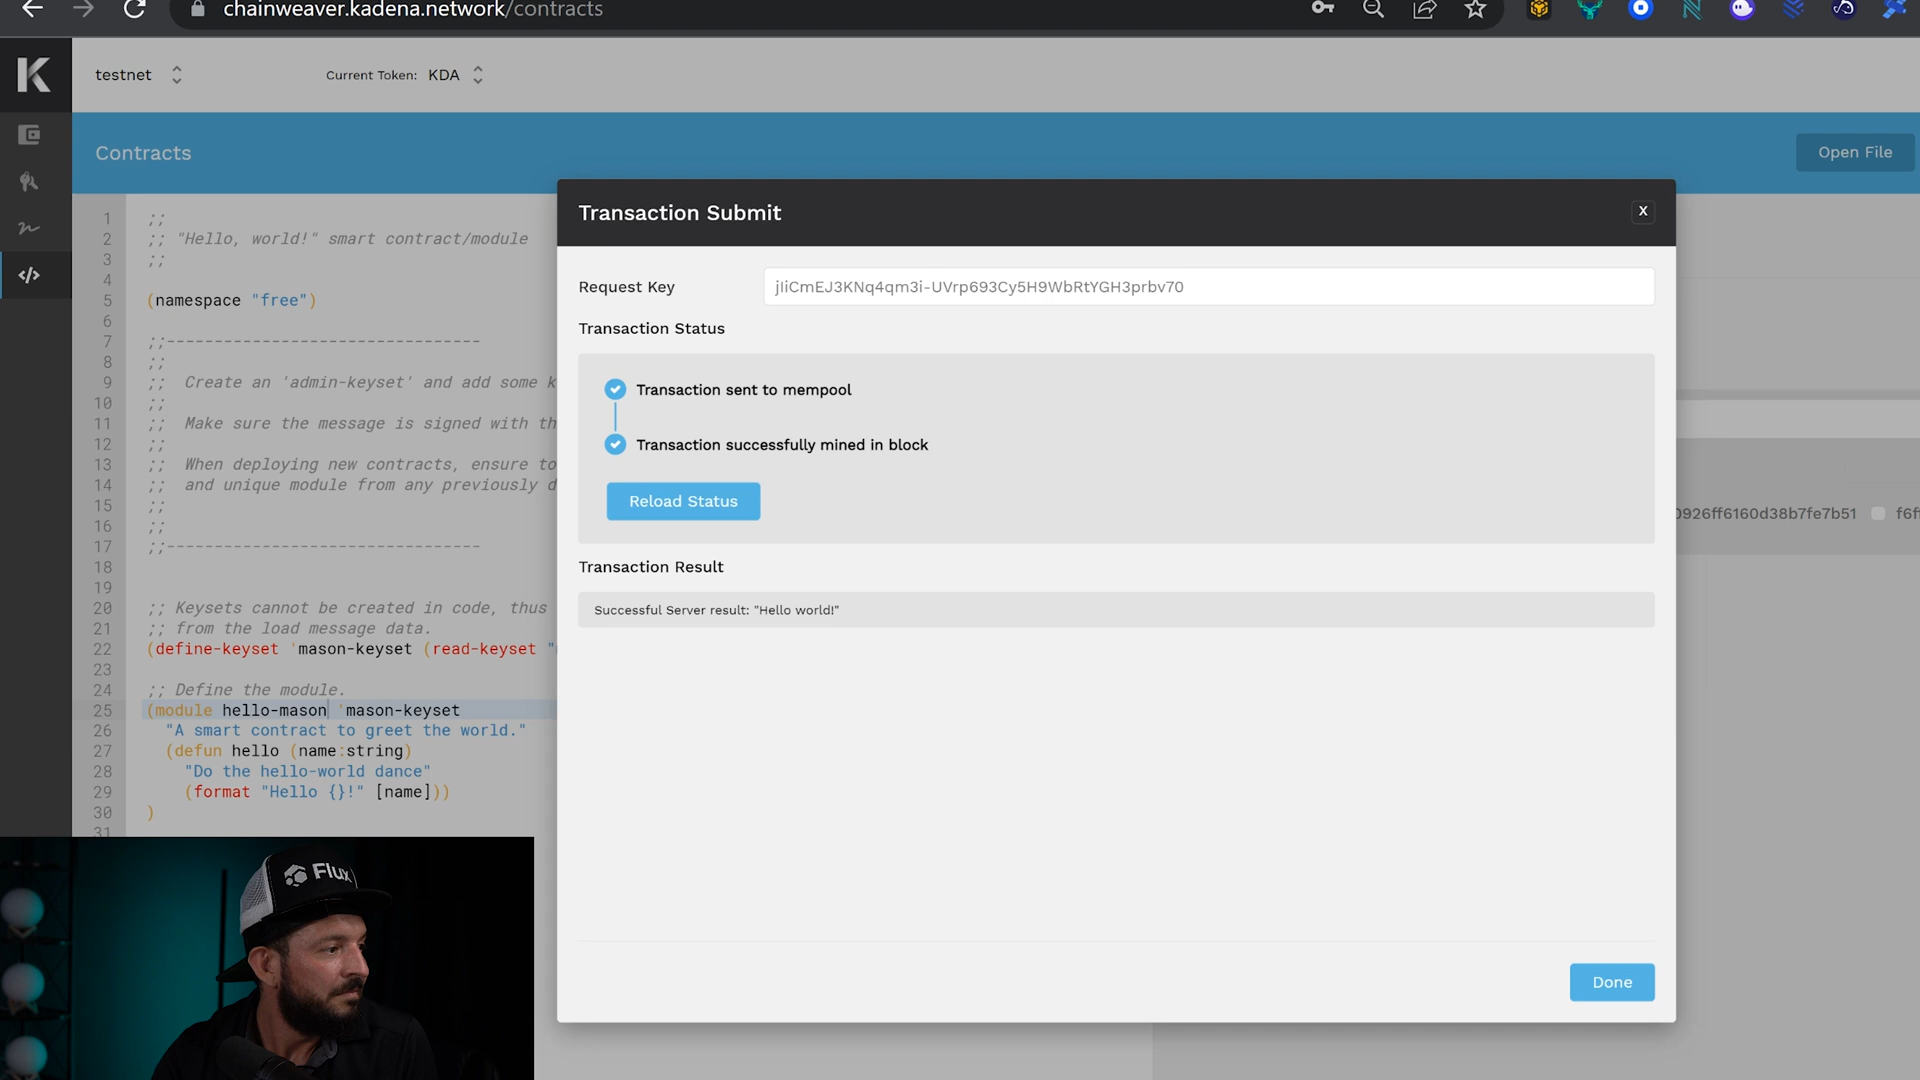 chainweaver.kadena.network/contracts
K
testnet
Current Token: KDA
Contracts
Open File
1 ;;
2 ;; "Hello, world!" smart contract/module
3 ;;
4
5 (namespace "free")
6
7 ;;---------------------------------
8 ;;
9 ;; Create an 'admin-keyset' and add some k
10 ;;
11 ;; Make sure the message is signed with th
12 ;;
13 ;; When deploying new contracts, ensure to
14 ;; and unique module from any previously d
15 ;;
16 ;;
17 ;;---------------------------------
18
19
20 ;; Keysets cannot be created in code, thus
21 ;; from the load message data.
22 (define-keyset 'mason-keyset (read-keyset "
23
24 ;; Define the module.
25 (module hello-mason 'mason-keyset
26 "A smart contract to greet the world."
27 (defun hello (name:string)
28 "Do the hello-world dance"
29 (format "Hello {}!" [name]))
30 )
31
Transaction Submit
X
Request Key
jIiCmEJ3KNq4qm3i-UVrp693Cy5H9WbRtYGH3prbv70
Transaction Status
Transaction sent to mempool
Transaction successfully mined in block
Reload Status
Transaction Result
Successful Server result: "Hello world!"
Done
0926ff6160d38b7fe7b51
f6f
Flux